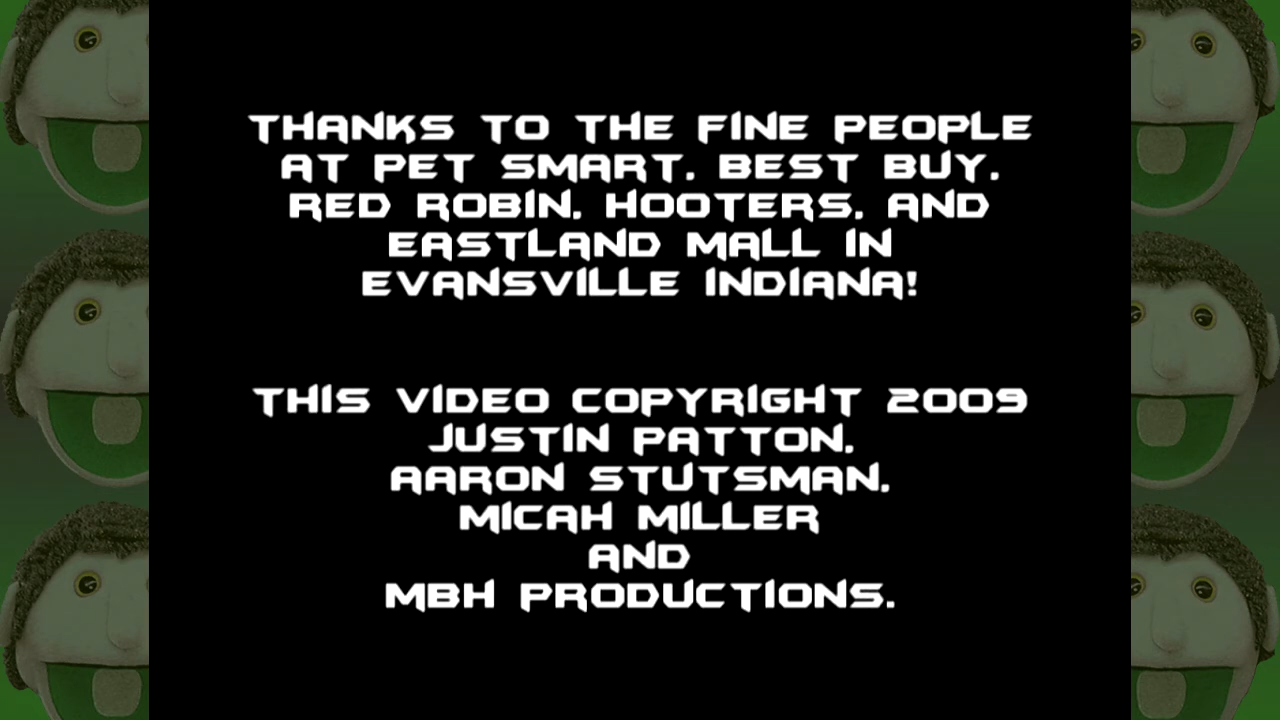 THANKS TO THE FINE PEOPLE
AT PET SMART, BEST BUY,
RED ROBIN, HOOTERS, AND
EASTLAND MALL IN
EVANSVILLE INDIANA!
THIS VIDEO COPYRIGHT 2009
JUSTIN PATTON,
AARON STUTSMAN,
MICAH MILLER
AND
MBH PRODUCTIONS.